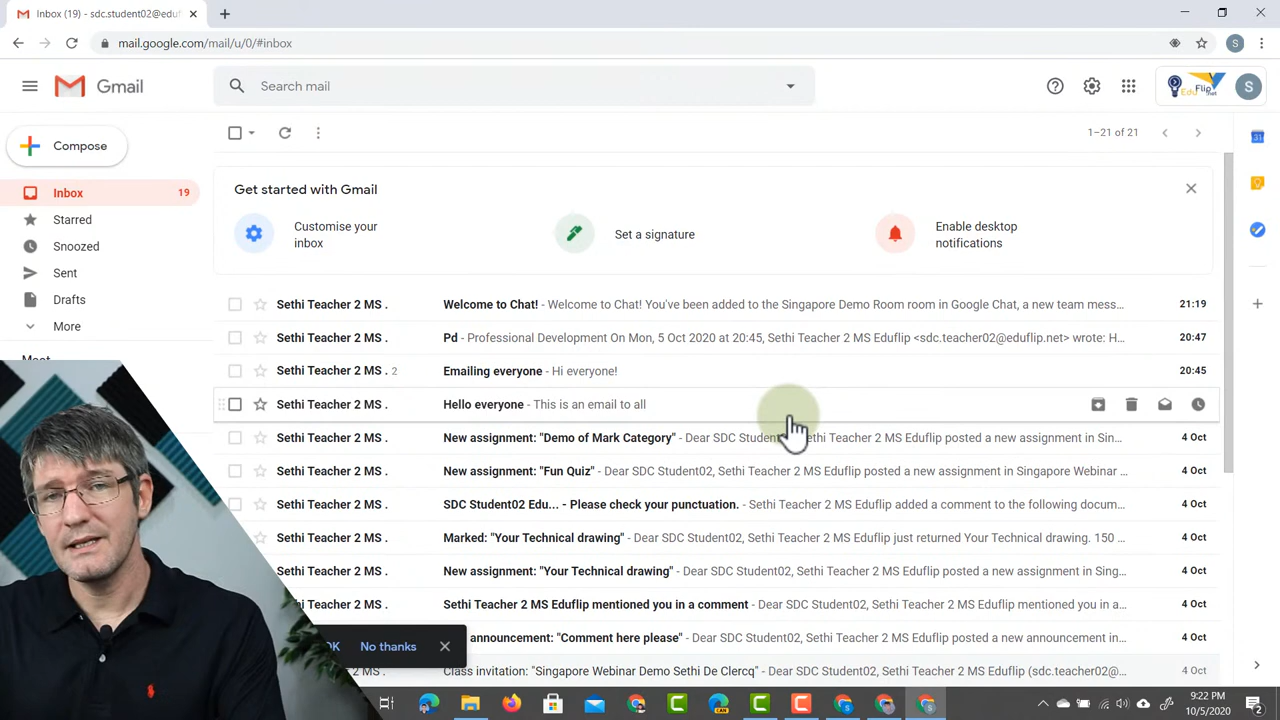 Inbox (19) - sdc.student02@eduf
mail.google.com/mail/u/0/#inbox
S
Gmail
Search mail
EduFlip.net
S
Compose
1–21 of 21
31
Inbox 19
Starred
Snoozed
Sent
Drafts
More
Meet
Get started with Gmail
Customise your
inbox
Set a signature
Enable desktop
notifications
Sethi Teacher 2 MS . Welcome to Chat! - Welcome to Chat! You've been added to the Singapore Demo Room room in Google Chat, a new team mess... 21:19
Sethi Teacher 2 MS . Pd - Professional Development On Mon, 5 Oct 2020 at 20:45, Sethi Teacher 2 MS Eduflip <sdc.teacher02@eduflip.net> wrote: H... 20:47
Sethi Teacher 2 MS . 2 Emailing everyone - Hi everyone! 20:45
Sethi Teacher 2 MS . Hello everyone - This is an email to all
Sethi Teacher 2 MS . New assignment: "Demo of Mark Category" - Dear SDC Student ethi Teacher 2 MS Eduflip posted a new assignment in Sin... 4 Oct
Sethi Teacher 2 MS . New assignment: "Fun Quiz" - Dear SDC Student02, Sethi Teacher 2 MS Eduflip posted a new assignment in Singapore Webinar ... 4 Oct
Sethi Teacher 2 MS . SDC Student02 Edu... - Please check your punctuation. - Sethi Teacher 2 MS Eduflip added a comment to the following docum... 4 Oct
Sethi Teacher 2 MS . Marked: "Your Technical drawing" - Dear SDC Student02, Sethi Teacher 2 MS Eduflip just returned Your Technical drawing. 150 ... 4 Oct
Sethi Teacher 2 MS . New assignment: "Your Technical drawing" - Dear SDC Student02, Sethi Teacher 2 MS Eduflip posted a new assignment in Sing... 4 Oct
Sethi Teacher 2 MS . Sethi Teacher 2 MS Eduflip mentioned you in a comment - Dear SDC Student02, Sethi Teacher 2 MS Eduflip mentioned you in a... 4 Oct
announcement: "Comment here please" - Dear SDC Student02, Sethi Teacher 2 MS Eduflip posted a new announcement in... 4 Oct
OK No thanks
Class invitation: "Singapore Webinar Demo Sethi De Clercq" - Sethi Teacher 2 MS Eduflip (sdc.teacher02@... 4 Oct
9:22 PM
10/5/2020
2